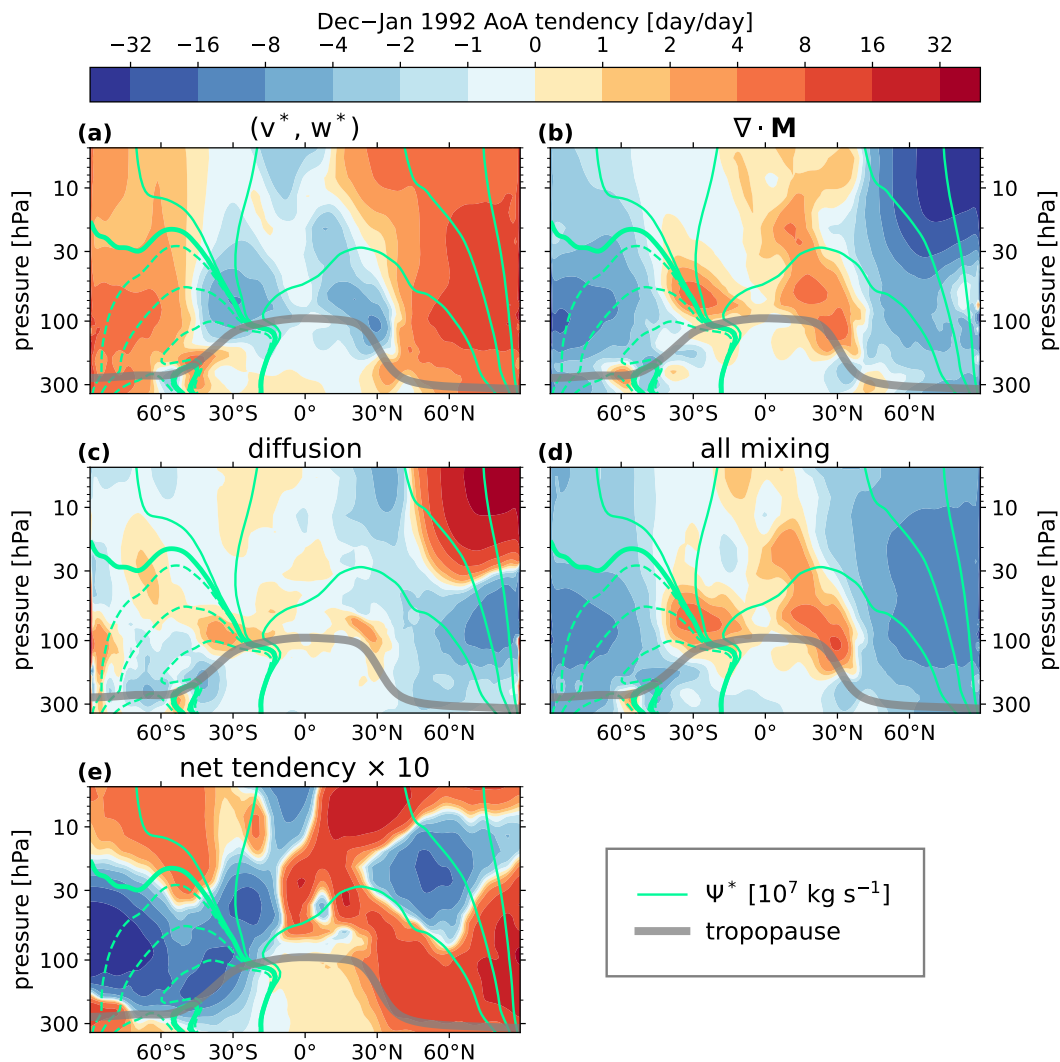 Dec−Jan 1992 AoA tendency [day/day]
−32 −16 −8 −4 −2 −1 0 1 2 4 8 16 32
(a) (v*, w*) (b) ∇ · M
pressure [hPa] 10 30 100 300
60°S 30°S 0° 30°N 60°N
10 30 100 300 pressure [hPa]
60°S 30°S 0° 30°N 60°N
(c) diffusion (d) all mixing
pressure [hPa] 10 30 100 300
60°S 30°S 0° 30°N 60°N
10 30 100 300 pressure [hPa]
60°S 30°S 0° 30°N 60°N
(e) net tendency × 10
pressure [hPa] 10 30 100 300
60°S 30°S 0° 30°N 60°N
Ψ* [10⁷ kg s⁻¹]
tropopause